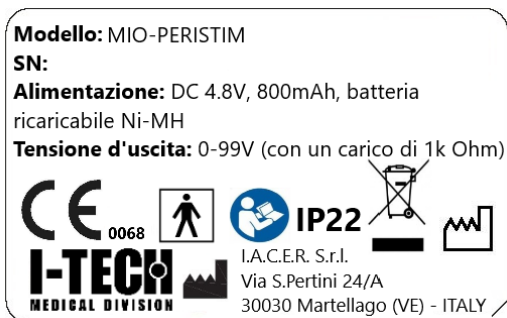 Modello: MIO-PERISTIM
SN:
Alimentazione: DC 4.8V, 800mAh, batteria
ricaricabile Ni-MH
Tensione d'uscita: 0-99V (con un carico di 1k Ohm)
CE 0068
IP22
I-TECH
MEDICAL DIVISION
I.A.C.E.R. S.r.l.
Via S.Pertini 24/A
30030 Martellago (VE) - ITALY